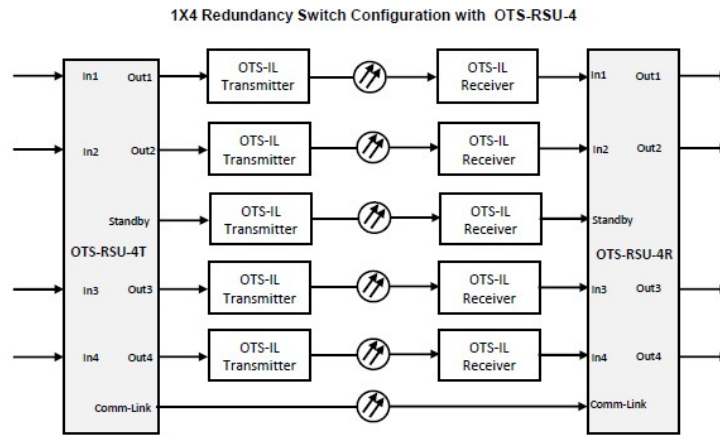 1X4 Redundancy Switch Configuration with OTS-RSU-4
In1 Out1 OTS-IL Transmitter OTS-IL Receiver In1 Out1
In2 Out2 OTS-IL Transmitter OTS-IL Receiver In2 Out2
Standby OTS-IL Transmitter OTS-IL Receiver Standby
OTS-RSU-4T OTS-RSU-4R
In3 Out3 OTS-IL Transmitter OTS-IL Receiver In3 Out3
In4 Out4 OTS-IL Transmitter OTS-IL Receiver In4 Out4
Comm-Link Comm-Link